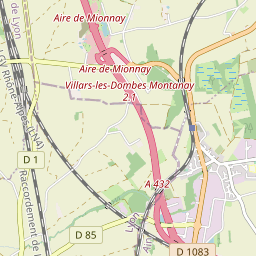 Aire de Mionnay
de Lyon
Aire de Mionnay
Villars-les-Dombes Montanay
2.1
LGV Rhône-Alpes (LN4)
D 1
A 432
Raccordement de
Lyon
Ain
D 85
D 1083